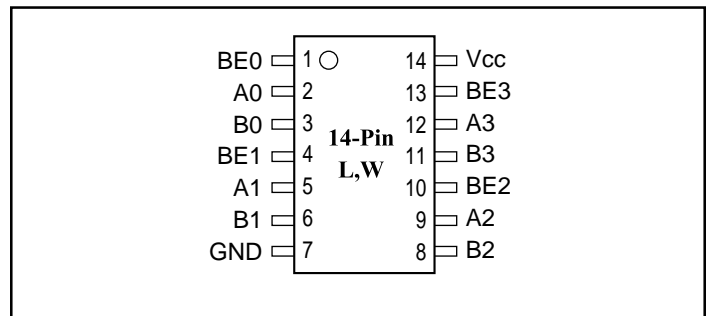 BE0 1 14 Vcc
A0 2 13 BE3
B0 3 12 A3
14-Pin
BE1 4 11 B3
L,W
A1 5 10 BE2
B1 6 9 A2
GND 7 8 B2